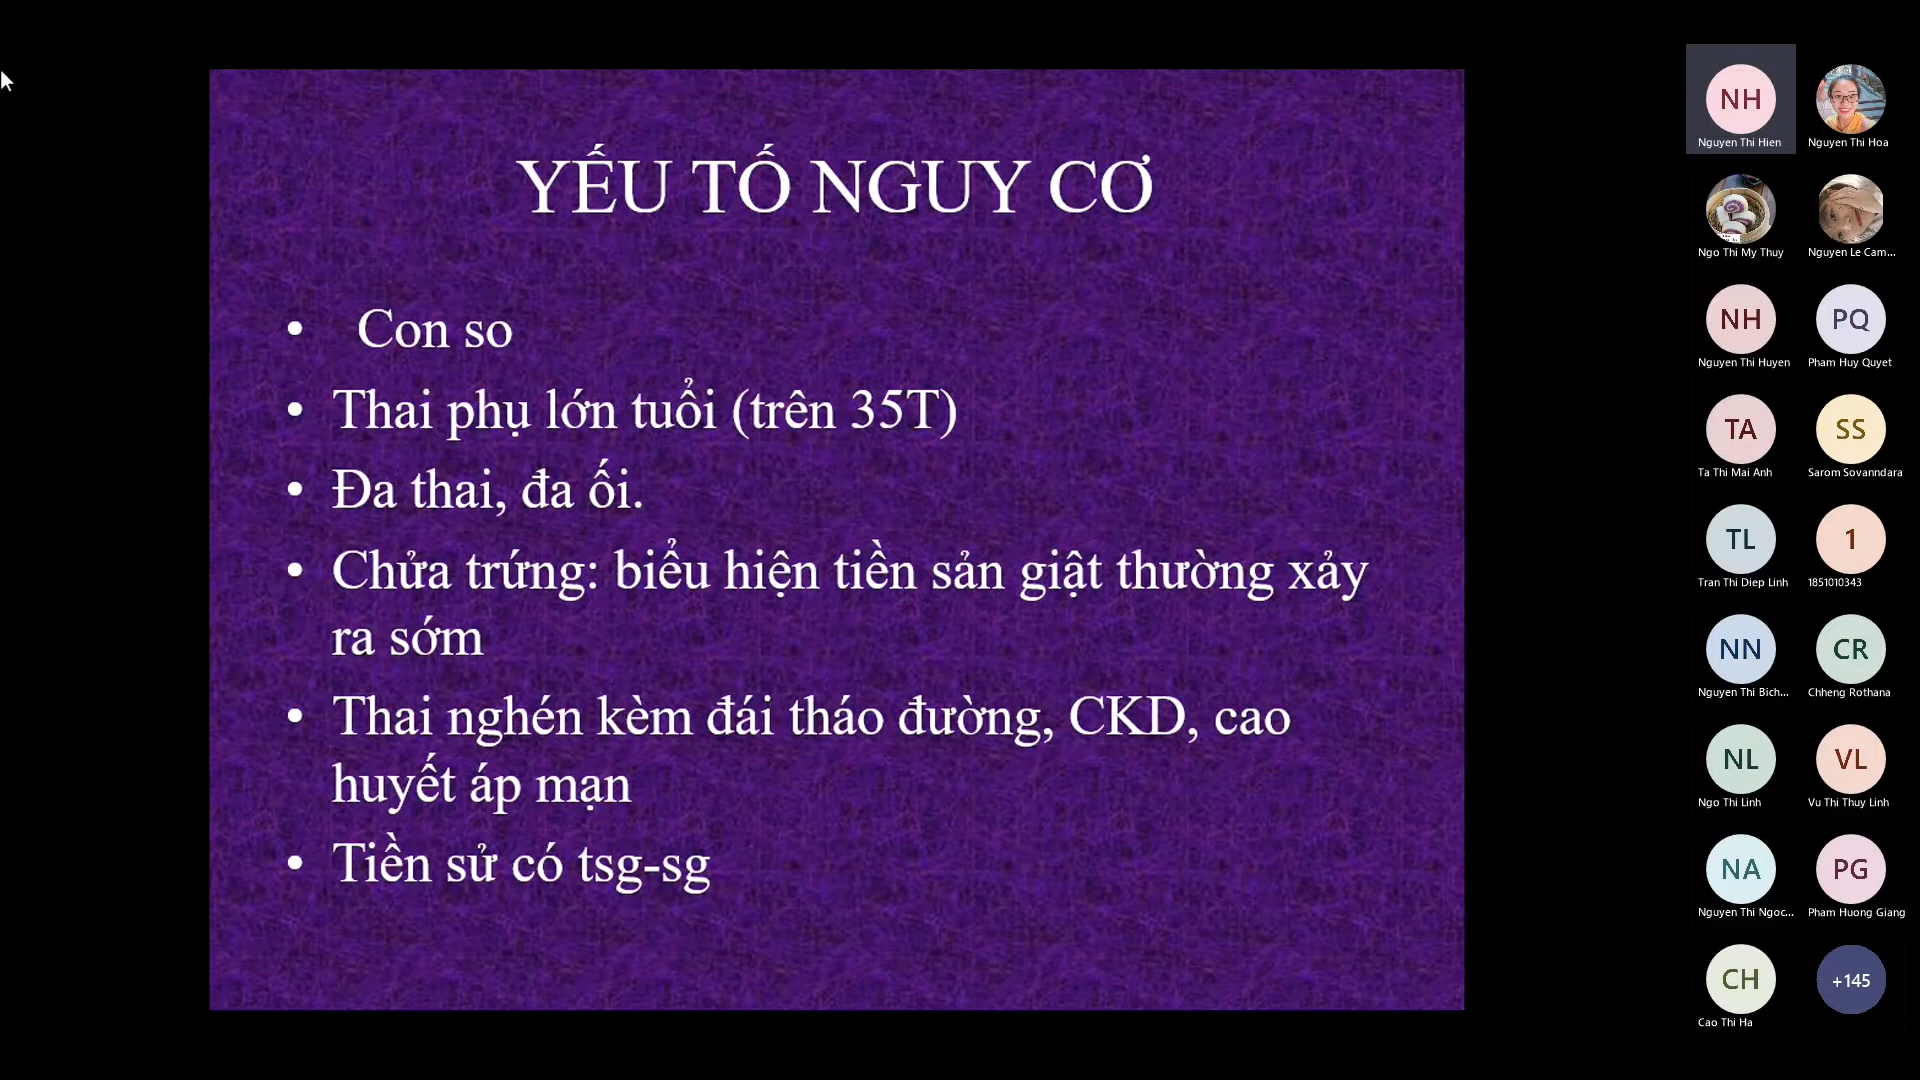 YẾU TỐ NGUY CƠ
• Con so
• Thai phụ lớn tuổi (trên 35T)
• Đa thai, đa ối.
• Chửa trứng: biểu hiện tiền sản giật thường xảy
ra sớm
• Thai nghén kèm đái tháo đường, CKD, cao
huyết áp mạn
• Tiền sử có tsg-sg
NH
Nguyen Thi Hien
Nguyen Thi Hoa
Ngo Thi My Thuy
Nguyen Le Cam...
NH
Nguyen Thi Huyen
PQ
Pham Huy Quyet
TA
Ta Thi Mai Anh
SS
Sarom Sovanndara
TL
Tran Thi Diep Linh
1
1851010343
NN
Nguyen Thi Bich...
CR
Chheng Rothana
NL
Ngo Thi Linh
VL
Vu Thi Thuy Linh
NA
Nguyen Thi Ngoc...
PG
Pham Huong Giang
CH
Cao Thi Ha
+145